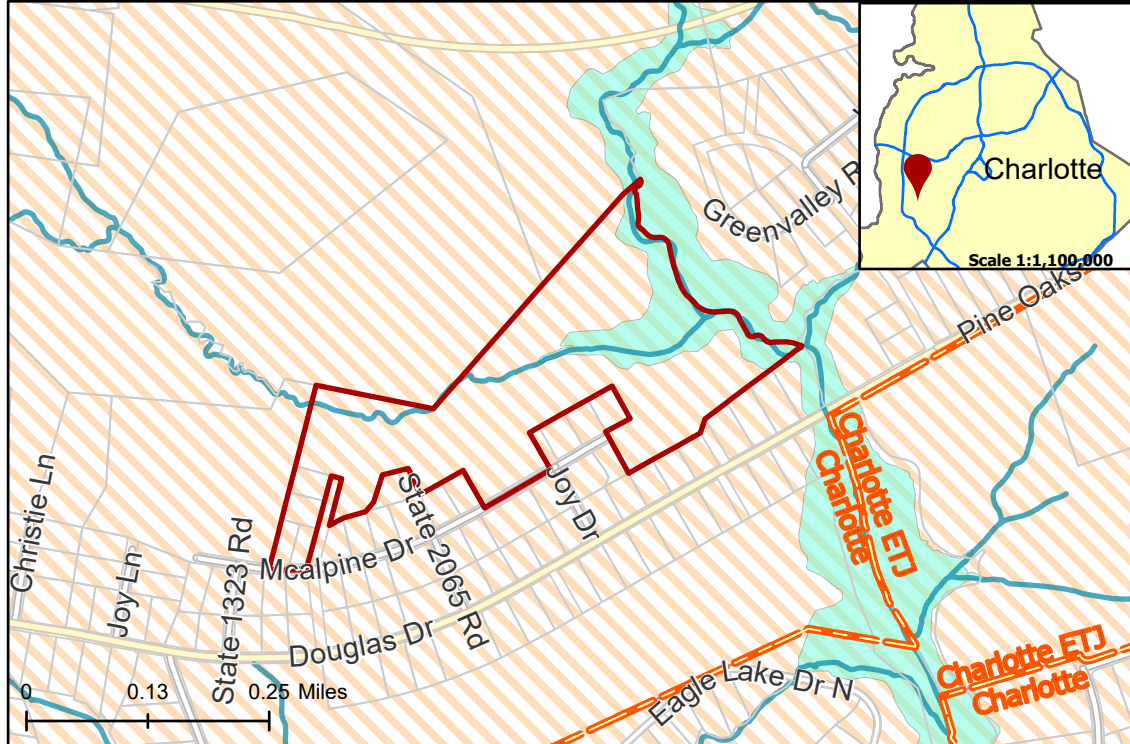 Charlotte
Scale 1:1,100,000
Greenvalley R
Pine Oaks
Charlotte ETJ
Charlotte
Christie Ln
Joy Ln
State 1323 Rd
Mcalpine Dr
State 2065 Rd
Joy Dr
Douglas Dr
Eagle Lake Dr N
Charlotte ETJ
Charlotte
0 0.13 0.25 Miles